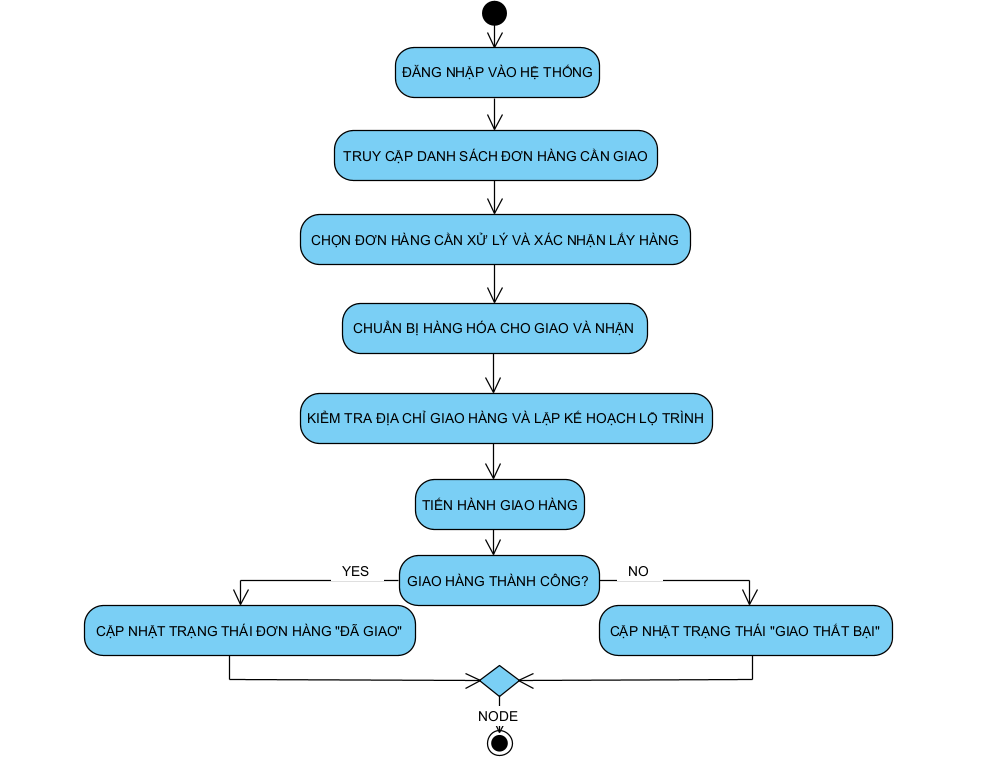 ĐĂNG NHẬP VÀO HỆ THỐNG
TRUY CẬP DANH SÁCH ĐƠN HÀNG CẦN GIAO
CHỌN ĐƠN HÀNG CẦN XỬ LÝ VÀ XÁC NHẬN LẤY HÀNG
CHUẨN BỊ HÀNG HÓA CHO GIAO VÀ NHẬN
KIỂM TRA ĐỊA CHỈ GIAO HÀNG VÀ LẬP KẾ HOẠCH LỘ TRÌNH
TIẾN HÀNH GIAO HÀNG
YES
GIAO HÀNG THÀNH CÔNG?
NO
CẬP NHẬT TRẠNG THÁI ĐƠN HÀNG "ĐÃ GIAO"
CẬP NHẬT TRẠNG THÁI "GIAO THẤT BẠI"
NODE